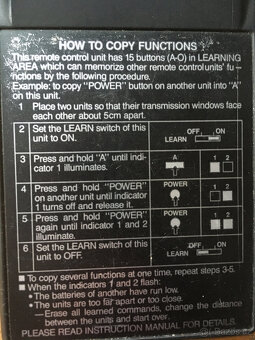 HOW TO COPY FUNCTIONS
This remote control unit has 15 buttons (A-O) in LEARNING
AREA which can memorize other remote control units' fu-
nctions by the following procedure.
Example: to copy "POWER" button on another unit into "A"
on this unit.
1 Place two units so that their transmission windows face
each other about 5cm apart.
2 Set the LEARN switch of this
unit to ON.
OFF ON
LEARN
3 Press and hold "A" until indi-
cator 1 illuminates.
A 1 2
4 Press and hold "POWER"
on another unit until indicator
1 turns off and release it.
POWER 1 2
5 Press and hold "POWER"
again until indicator 1 and 2
illuminate.
POWER 1 2
6 Set the LEARN switch of this
unit to OFF.
OFF ON
LEARN
■ To copy several functions at one time, repeat steps 3-5.
■ When the indicators 1 and 2 flash:
• The batteries of another have run low.
• The units are too far apart or too close.
—Erase all learned commands, change the distance
between the units and start over.
PLEASE READ INSTRUCTION MANUAL FOR DETAILS.